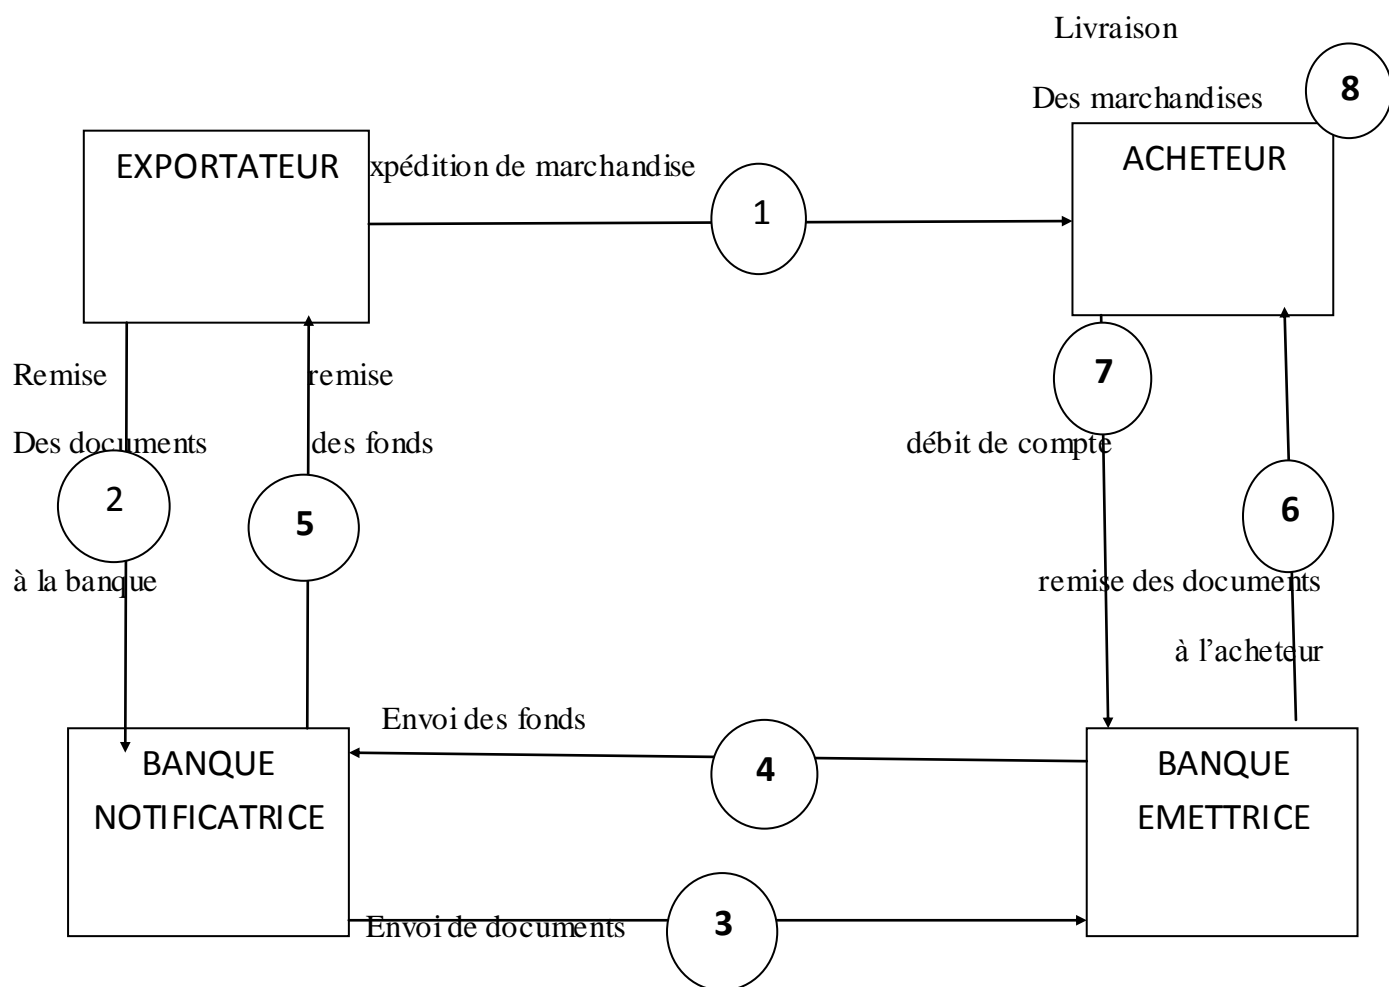 Livraison
8
Des marchandises
EXPORTATEUR
xpédition de marchandise
ACHETEUR
1
Remise
remise
7
Des documents
des fonds
débit de compte
2
5
6
à la banque
remise des documents
à l’acheteur
Envoi des fonds
BANQUE
NOTIFICATRICE
4
BANQUE
EMETTRICE
Envoi de documents
3